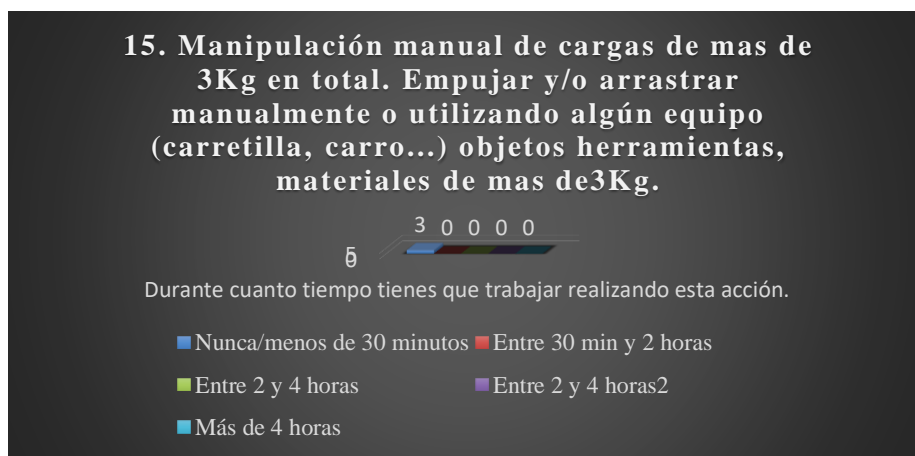 15. Manipulación manual de cargas de mas de
3Kg en total. Empujar y/o arrastrar
manualmente o utilizando algún equipo
(carretilla, carro...) objetos herramientas,
materiales de mas de3Kg.
3 0 0 0 0
5
0
Durante cuanto tiempo tienes que trabajar realizando esta acción.
Nunca/menos de 30 minutos Entre 30 min y 2 horas
Entre 2 y 4 horas Entre 2 y 4 horas2
Más de 4 horas